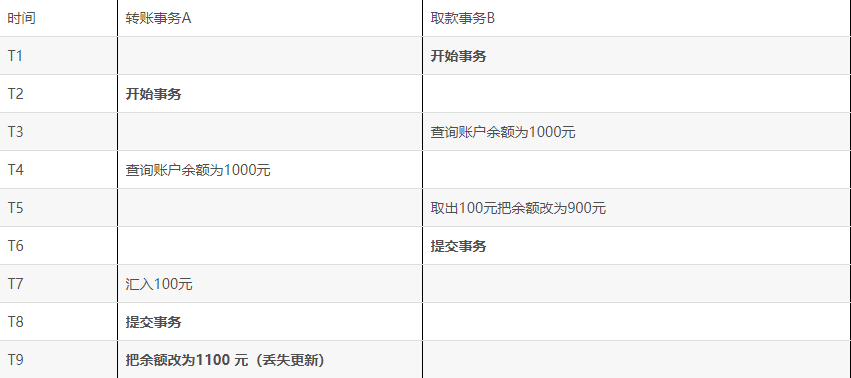 时间 转账事务A 取款事务B
T1 开始事务
T2 开始事务
T3 查询账户余额为1000元
T4 查询账户余额为1000元
T5 取出100元把余额改为900元
T6 提交事务
T7 汇入100元
T8 提交事务
T9 把余额改为1100 元（丢失更新）